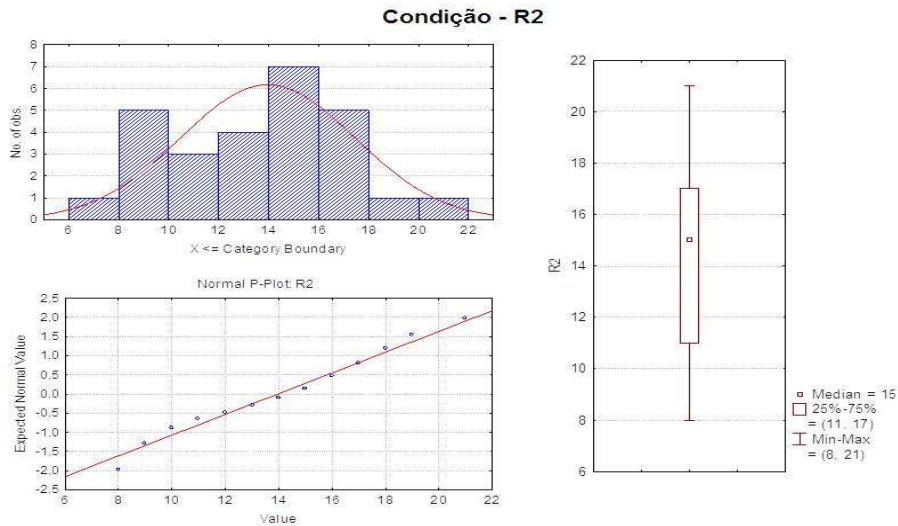 Condição - R2
8
7
6
5
4
3
2
1
0
No. of obs.
6 8 10 12 14 16 18 20 22
X <= Category Boundary
Normal P-Plot: R2
2.5
2.0
1.5
1.0
0.5
0.0
-0.5
-1.0
-1.5
-2.0
-2.5
Expected Normal Value
6 8 10 12 14 16 18 20 22
Value
22
20
18
16
14
12
10
8
6
R2
Median = 15
25%-75%
= (11, 17)
Min-Max
= (8, 21)